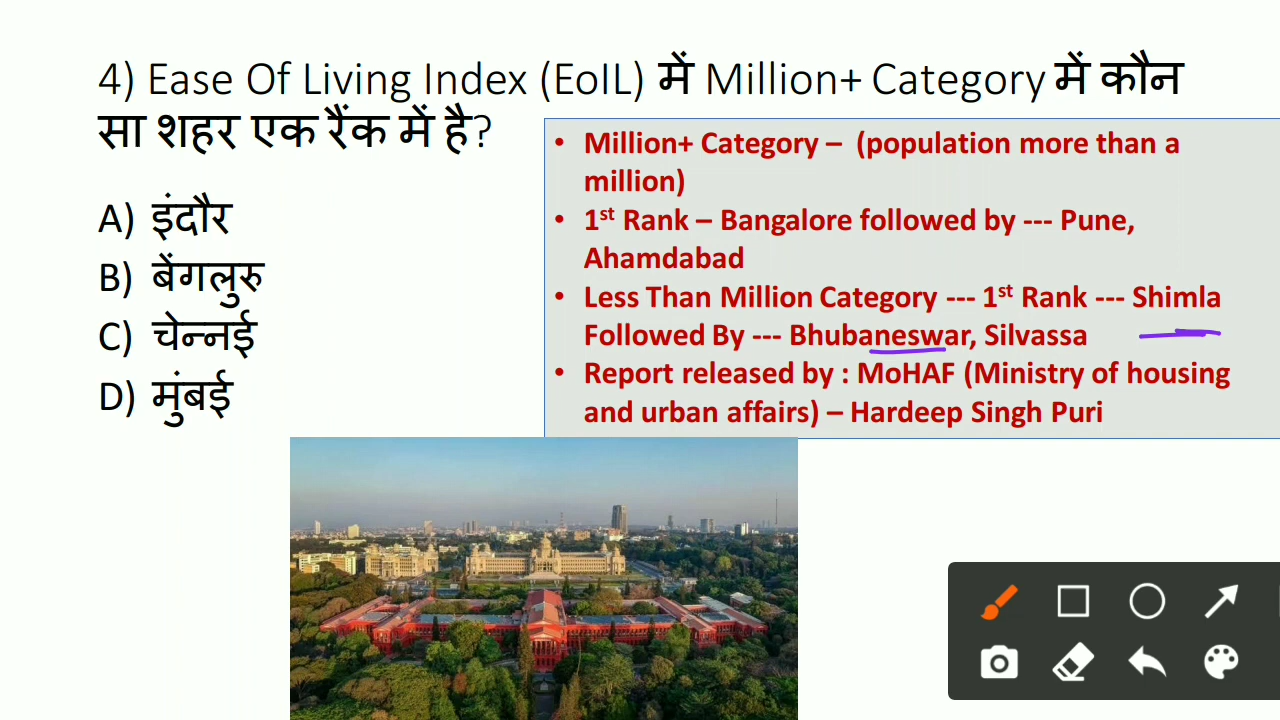 4) Ease Of Living Index (EoIL) में Million+ Category में कौन
सा शहर एक रैंक में है?
A) इंदौर
B) बेंगलुरु
C) चेन्नई
D) मुंबई
• Million+ Category – (population more than a
million)
• 1st Rank – Bangalore followed by --- Pune,
Ahamdabad
• Less Than Million Category --- 1st Rank --- Shimla
Followed By --- Bhubaneswar, Silvassa
• Report released by : MoHAF (Ministry of housing
and urban affairs) – Hardeep Singh Puri